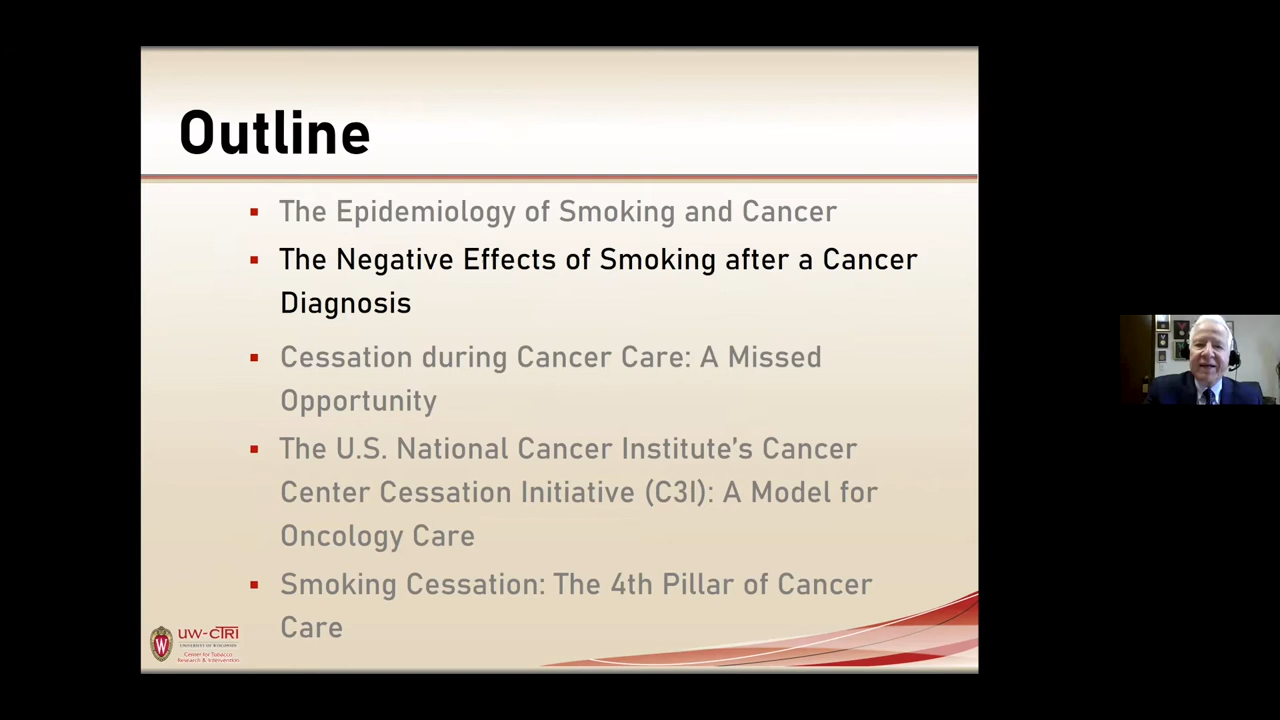 Outline
The Epidemiology of Smoking and Cancer
The Negative Effects of Smoking after a Cancer
Diagnosis
Cessation during Cancer Care: A Missed
Opportunity
The U.S. National Cancer Institute’s Cancer
Center Cessation Initiative (C3I): A Model for
Oncology Care
Smoking Cessation: The 4th Pillar of Cancer
Care
W
UW-CTRI
UNIVERSITY OF WISCONSIN
Center for Tobacco
Research & Intervention